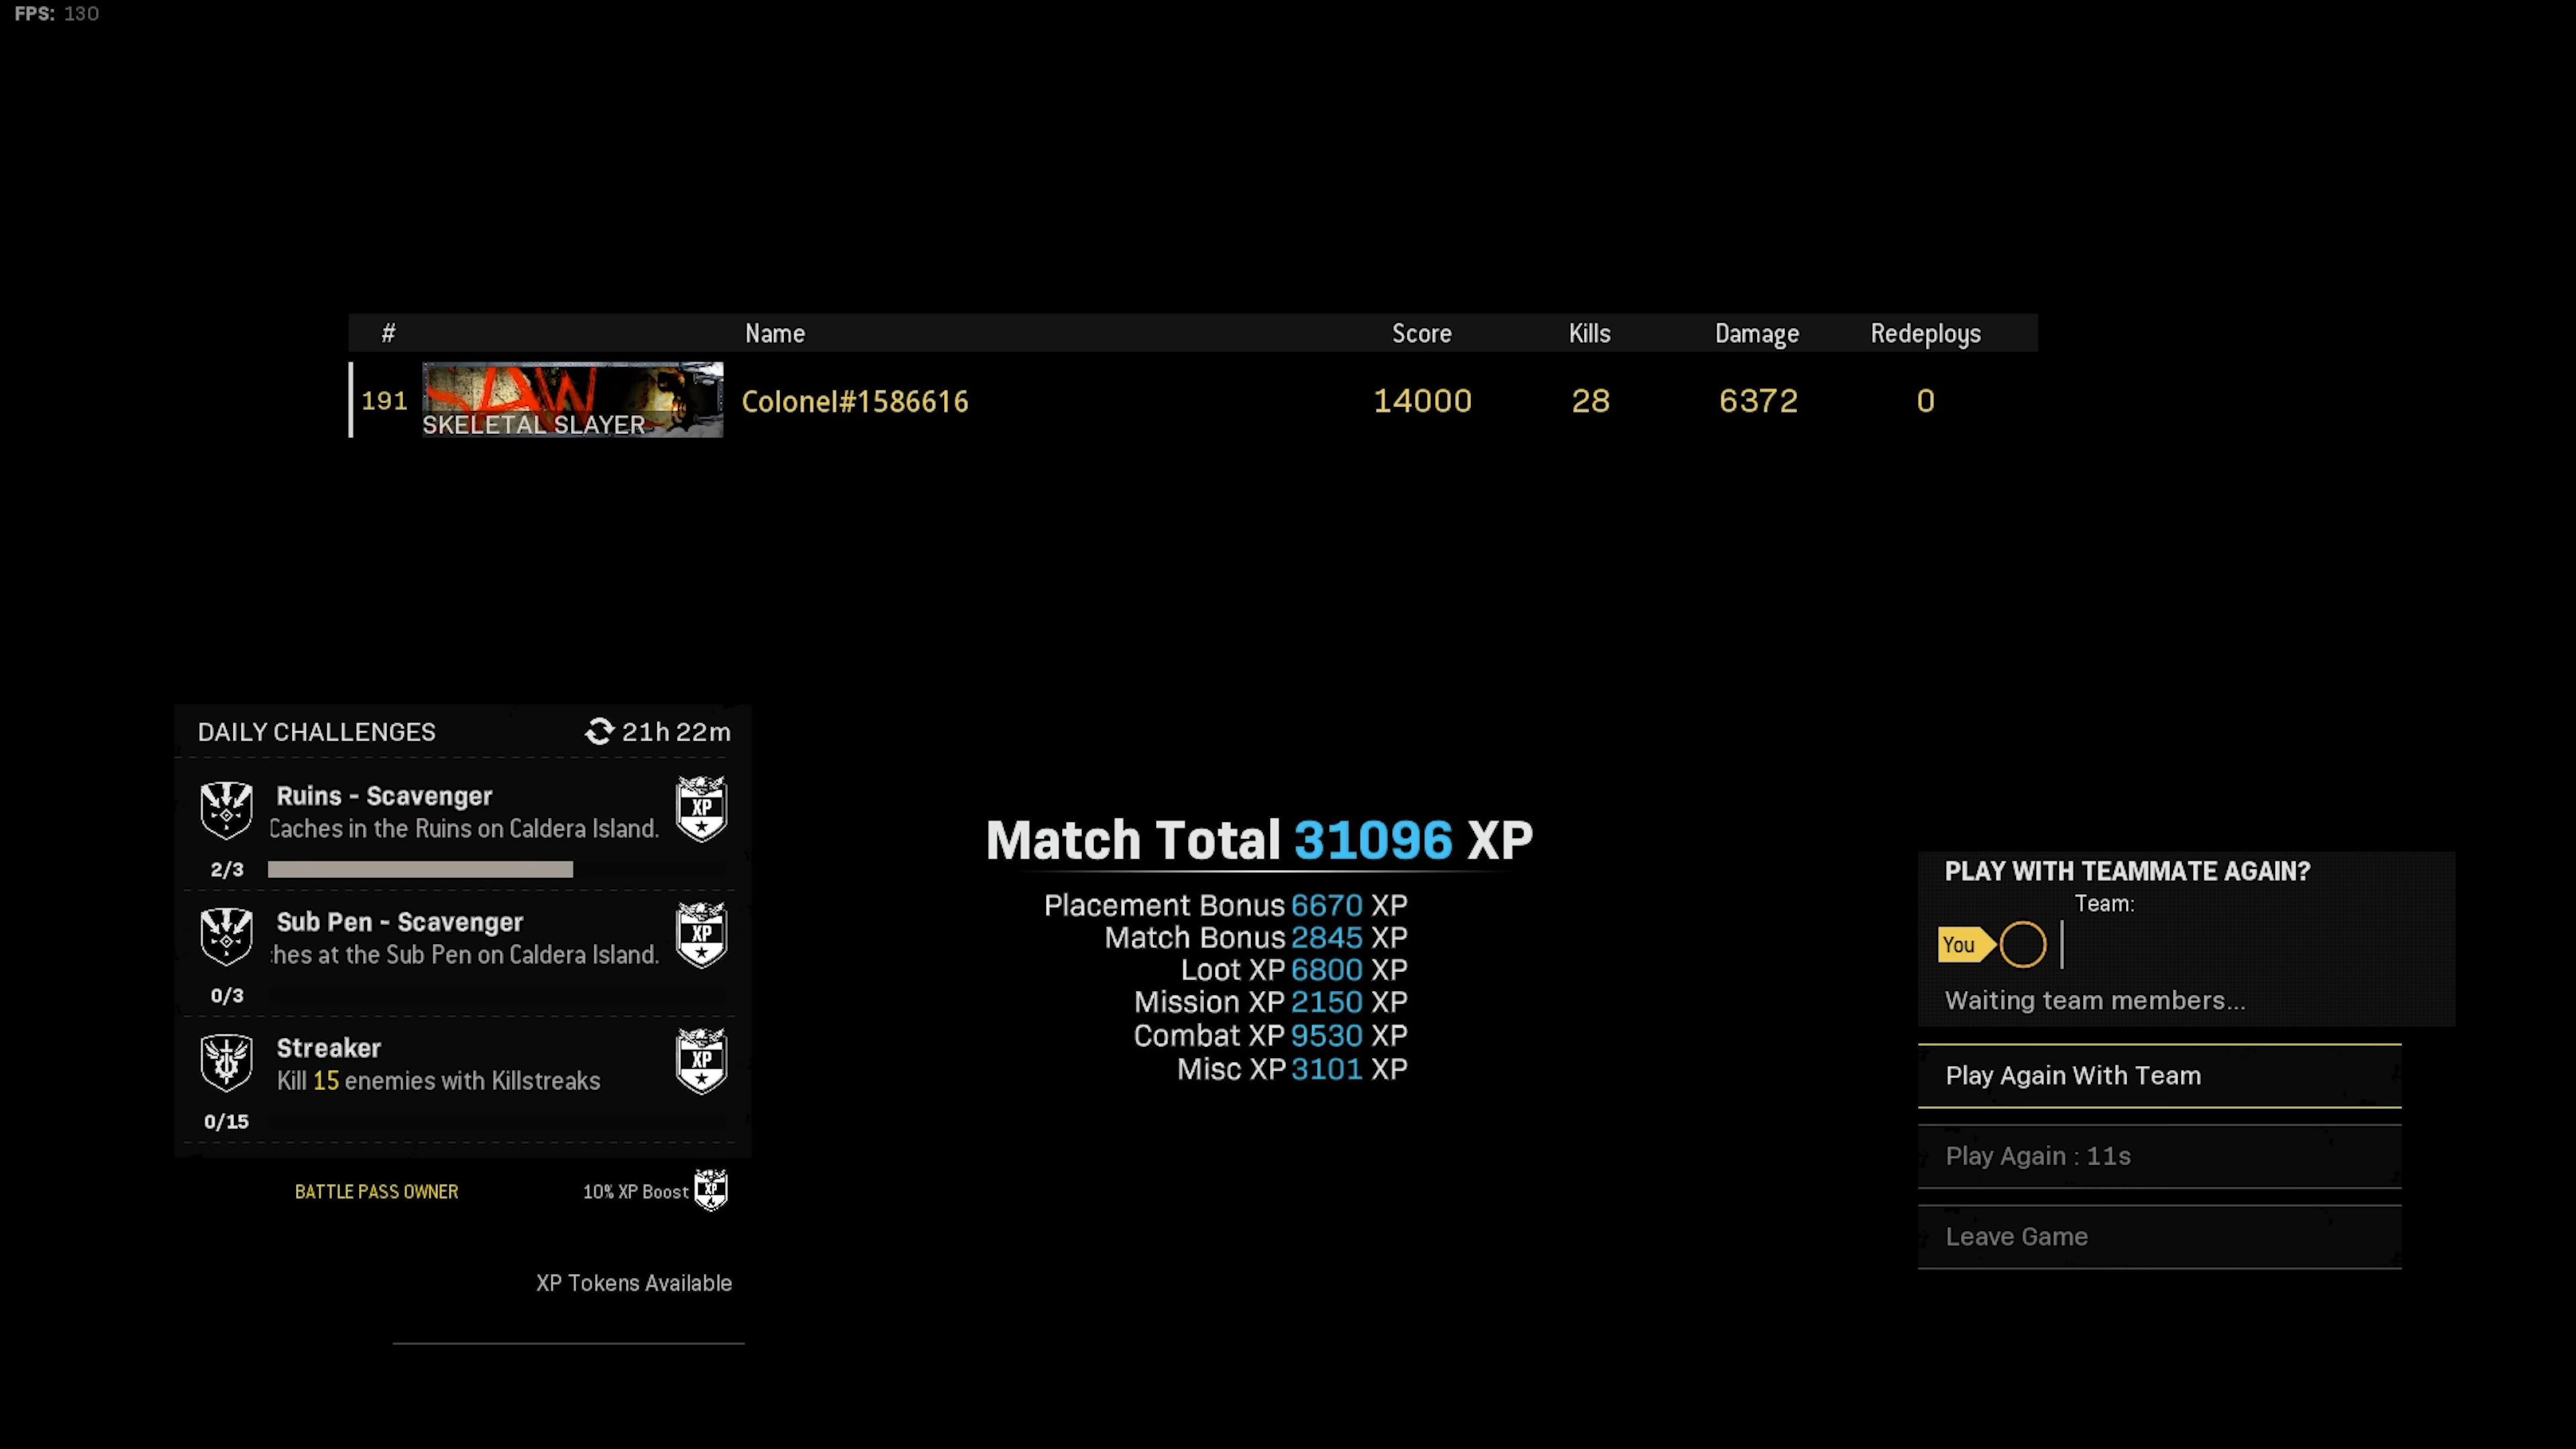 FPS: 130
# Name Score Kills Damage Redeploys
191 SKELETAL SLAYER Colonel#1586616 14000 28 6372 0
DAILY CHALLENGES 21h 22m
Ruins - Scavenger
Caches in the Ruins on Caldera Island.
XP
2/3
Sub Pen - Scavenger
hes at the Sub Pen on Caldera Island.
XP
0/3
Streaker
Kill 15 enemies with Killstreaks
XP
0/15
BATTLE PASS OWNER 10% XP Boost XP
XP Tokens Available
Match Total 31096 XP
Placement Bonus 6670 XP
Match Bonus 2845 XP
Loot XP 6800 XP
Mission XP 2150 XP
Combat XP 9530 XP
Misc XP 3101 XP
PLAY WITH TEAMMATE AGAIN?
Team:
You
Waiting team members...
Play Again With Team
Play Again : 11s
Leave Game